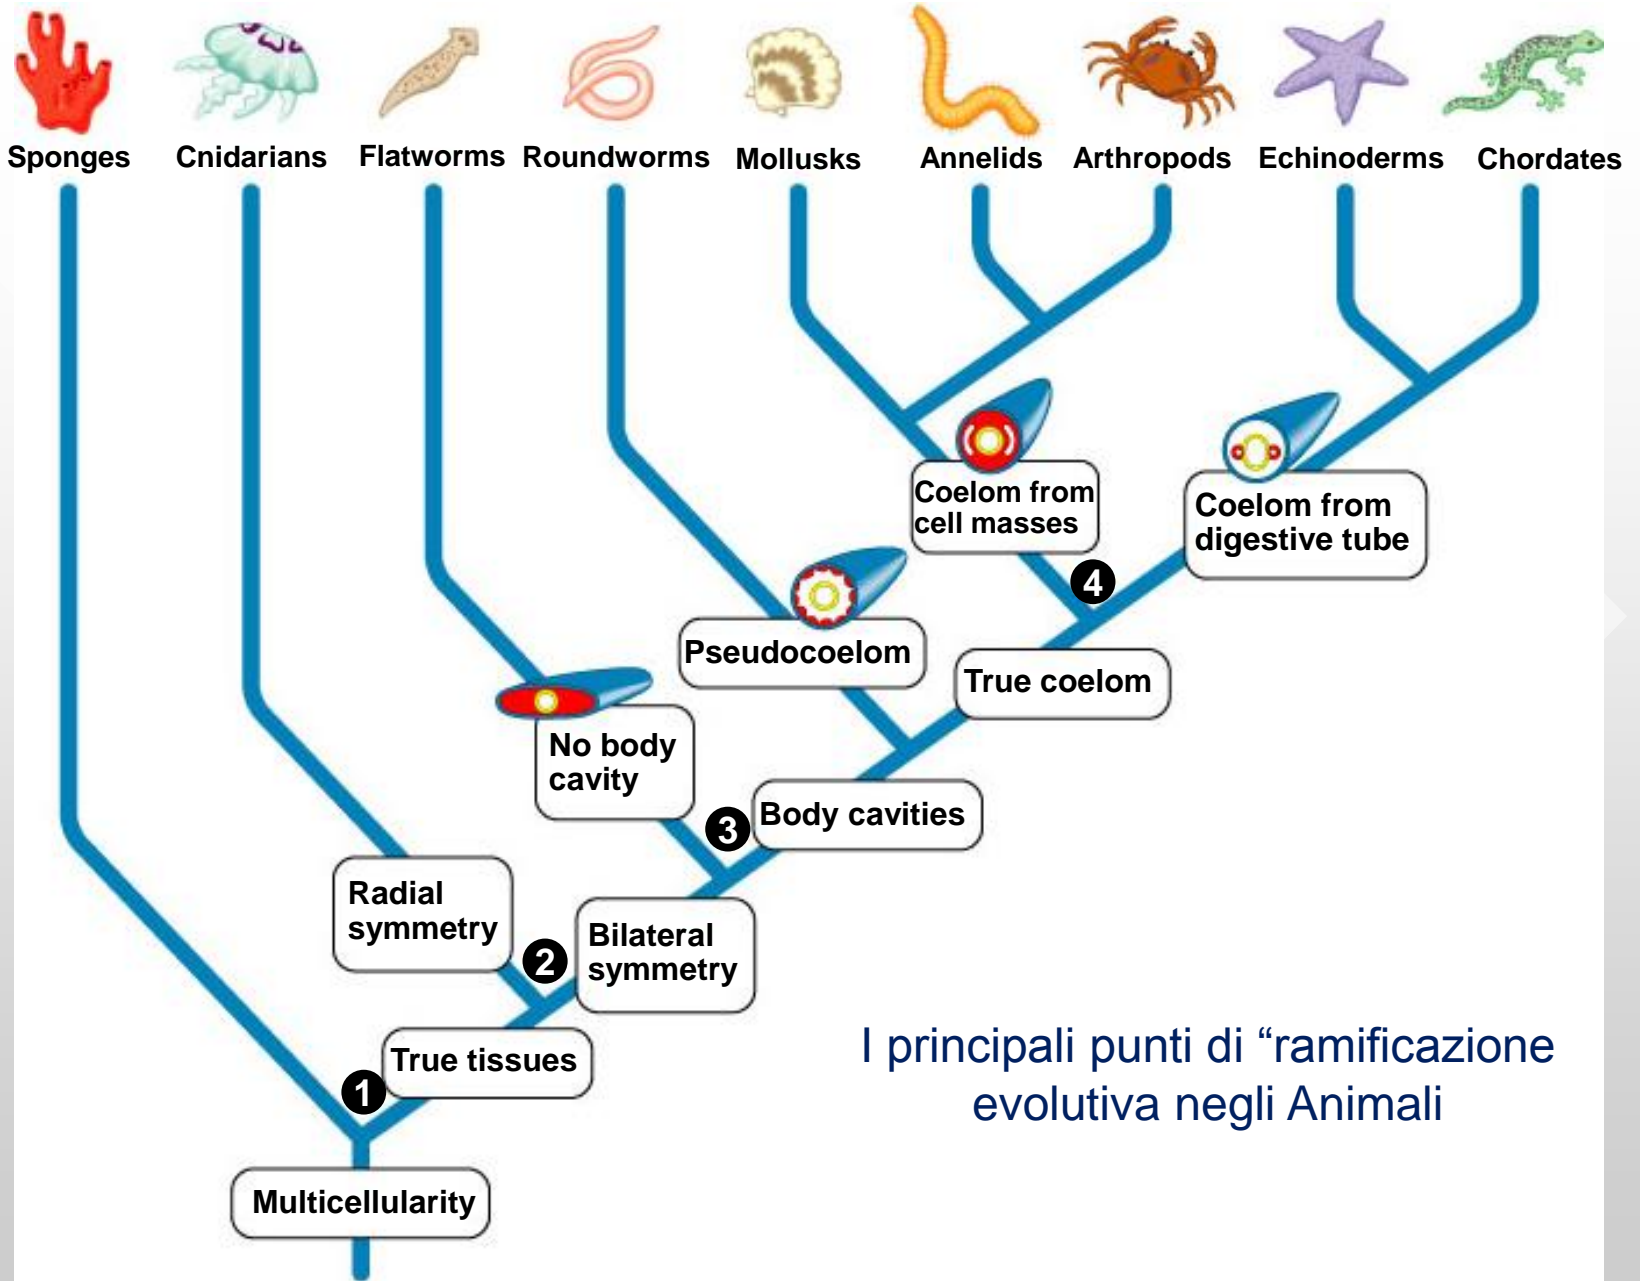 Sponges
Cnidarians
Flatworms
Roundworms
Mollusks
Annelids
Arthropods
Echinoderms
Chordates
Coelom from
cell masses
Coelom from
digestive tube
4
Pseudocoelom
True coelom
No body
cavity
3
Body cavities
Radial
symmetry
2
Bilateral
symmetry
True tissues
1
Multicellularity
I principali punti di “ramificazione
evolutiva negli Animali